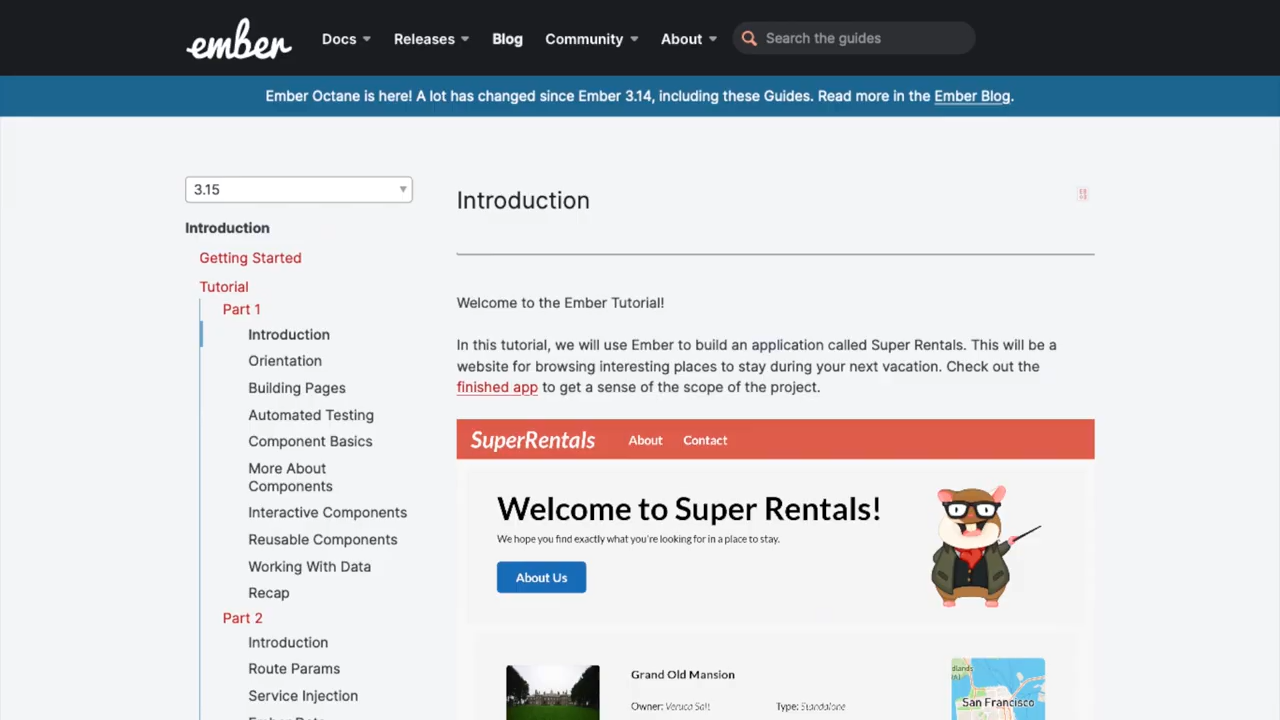 ember
Docs
Releases
Blog
Community
About
Search the guides
Ember Octane is here! A lot has changed since Ember 3.14, including these Guides. Read more in the Ember Blog.
3.15
Introduction
Getting Started
Tutorial
Part 1
Introduction
Orientation
Building Pages
Automated Testing
Component Basics
More About
Components
Interactive Components
Reusable Components
Working With Data
Recap
Part 2
Introduction
Route Params
Service Injection
Introduction
Welcome to the Ember Tutorial!
In this tutorial, we will use Ember to build an application called Super Rentals. This will be a
website for browsing interesting places to stay during your next vacation. Check out the
finished app to get a sense of the scope of the project.
SuperRentals
About
Contact
Welcome to Super Rentals!
We hope you find exactly what you're looking for in a place to stay.
About Us
Grand Old Mansion
Owner: Veruca Salt
Type: Standalone
San Francisco